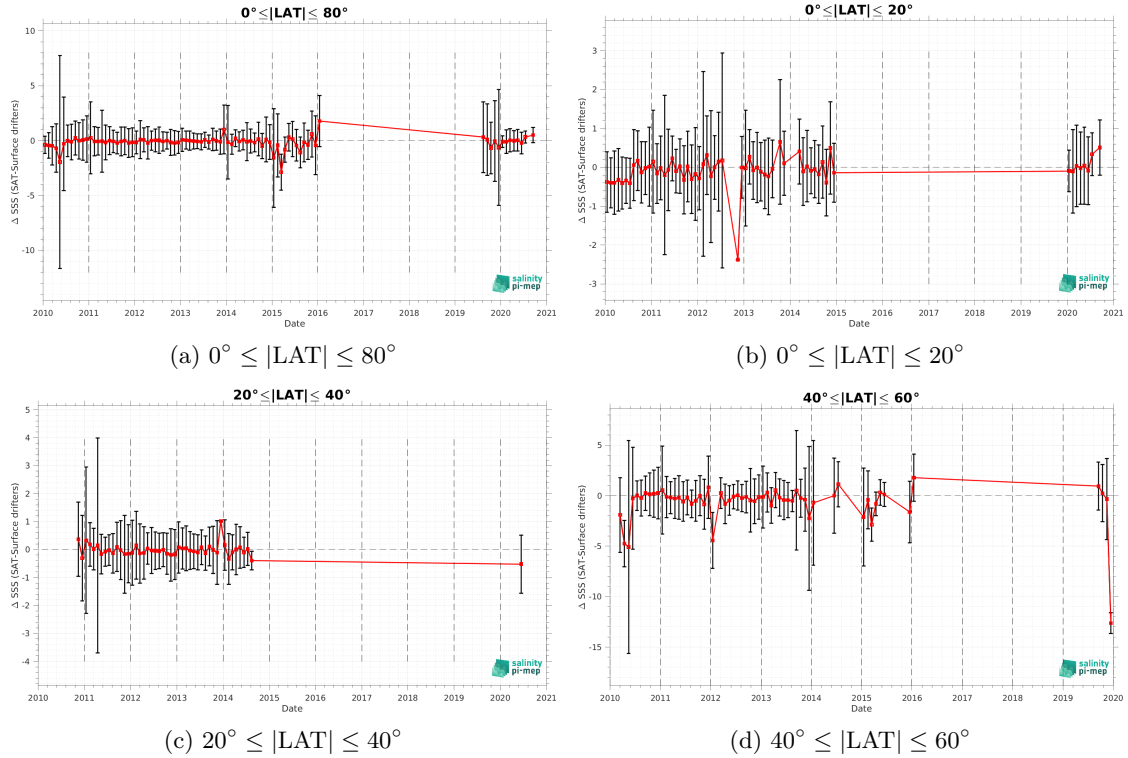 0°≤|LAT|≤ 80°
Δ SSS (SAT-Surface drifters)
10
5
0
-5
-10
2010 2011 2012 2013 2014 2015 2016 2017 2018 2019 2020 2021
Date
salinity
pi-mep
(a) 0° ≤ |LAT| ≤ 80°
0°≤|LAT|≤ 20°
Δ SSS (SAT-Surface drifters)
3
2
1
0
-1
-2
-3
2010 2011 2012 2013 2014 2015 2016 2017 2018 2019 2020 2021
Date
salinity
pi-mep
(b) 0° ≤ |LAT| ≤ 20°
20°≤|LAT|≤ 40°
Δ SSS (SAT-Surface drifters)
5
4
3
2
1
0
-1
-2
-3
-4
2010 2011 2012 2013 2014 2015 2016 2017 2018 2019 2020 2021
Date
salinity
pi-mep
(c) 20° ≤ |LAT| ≤ 40°
40°≤|LAT|≤ 60°
Δ SSS (SAT-Surface drifters)
5
0
-5
-10
-15
2010 2011 2012 2013 2014 2015 2016 2017 2018 2019 2020
Date
salinity
pi-mep
(d) 40° ≤ |LAT| ≤ 60°